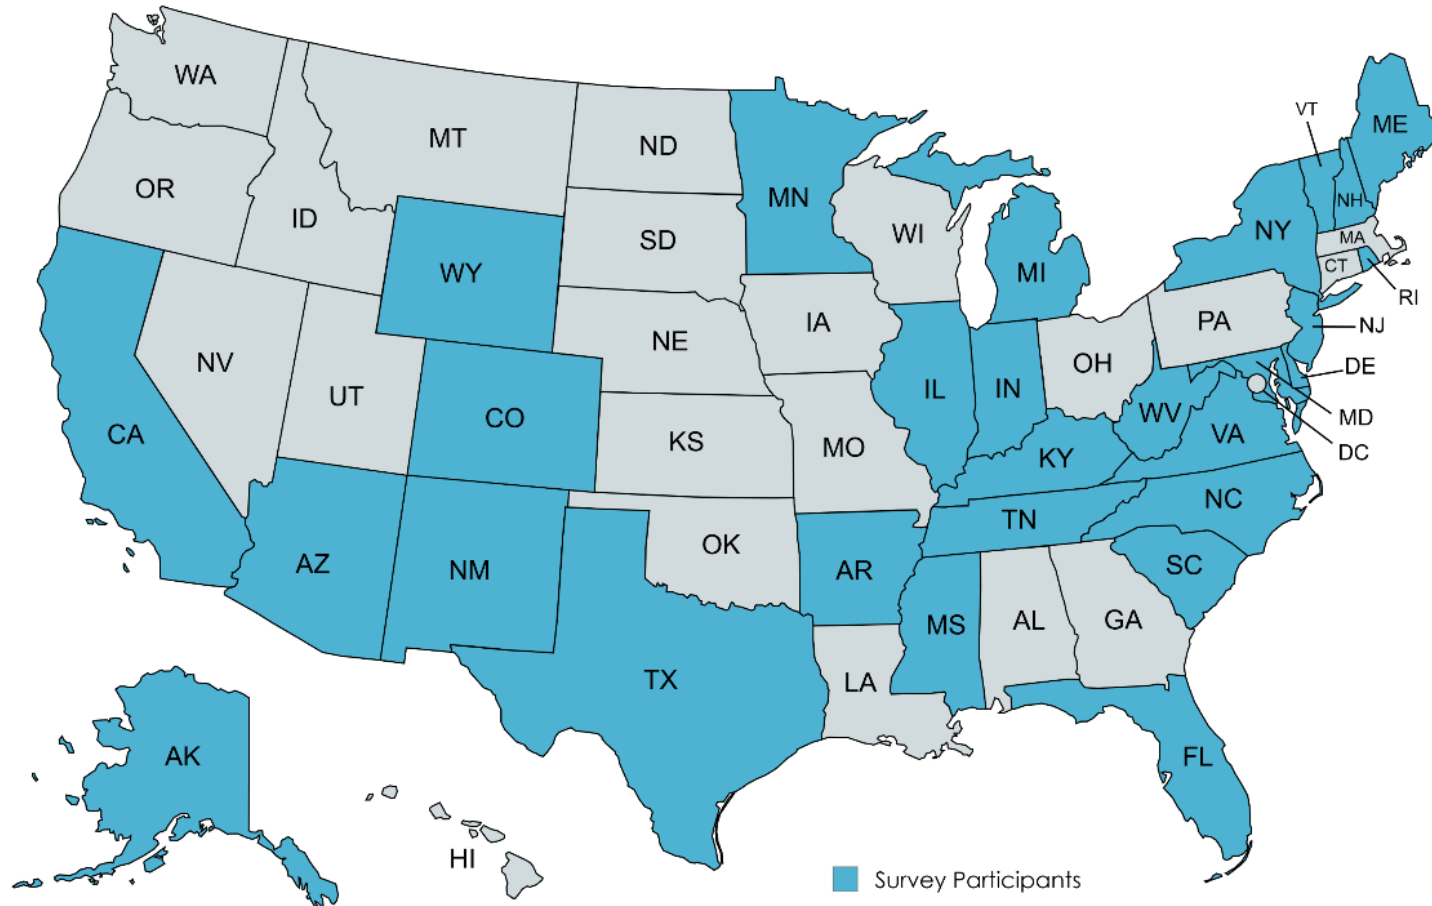 WA
MT
ND
OR
ID
SD
MN
WI
MI
VT
ME
NH
NY
MA
CT
RI
WY
NE
IA
PA
NJ
NV
UT
CO
KS
MO
IL
IN
OH
DE
WV
MD
VA
DC
CA
KY
AZ
NM
OK
AR
TN
NC
SC
MS
AL
GA
TX
LA
FL
AK
HI
Survey Participants